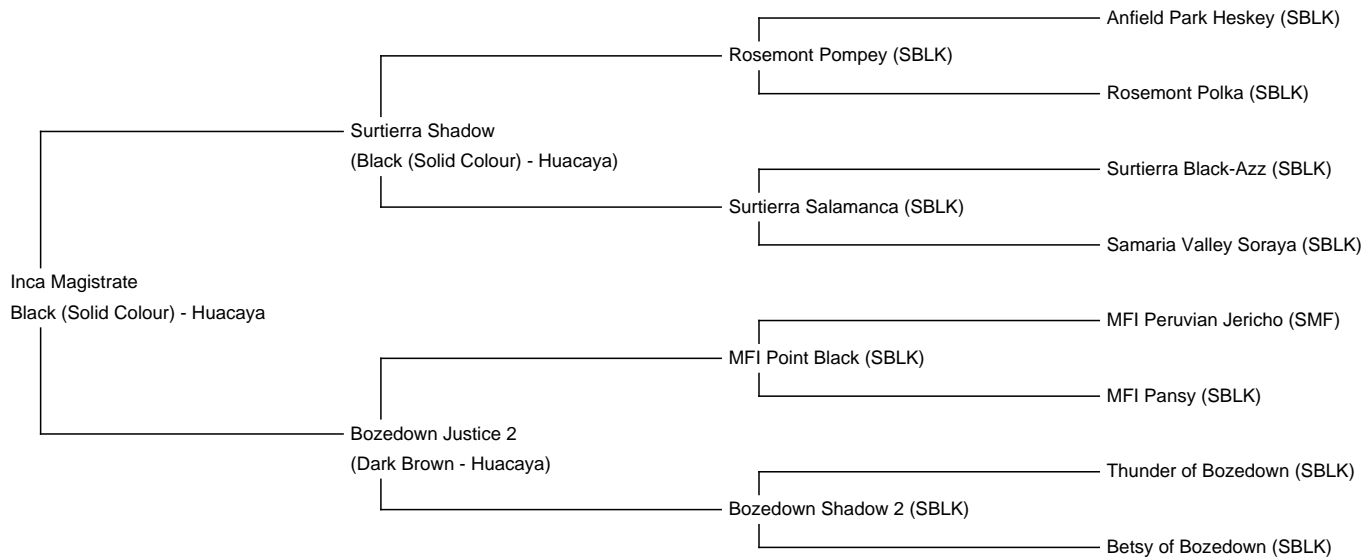 Anfield Park Heskey (SBLK)
Rosemont Pompey (SBLK)
Rosemont Polka (SBLK)
Surtierra Shadow
(Black (Solid Colour) - Huacaya)
Surtierra Black-Azz (SBLK)
Surtierra Salamanca (SBLK)
Samaria Valley Soraya (SBLK)
Inca Magistrate
Black (Solid Colour) - Huacaya
MFI Peruvian Jericho (SMF)
MFI Point Black (SBLK)
MFI Pansy (SBLK)
Bozedown Justice 2
(Dark Brown - Huacaya)
Thunder of Bozedown (SBLK)
Bozedown Shadow 2 (SBLK)
Betsy of Bozedown (SBLK)